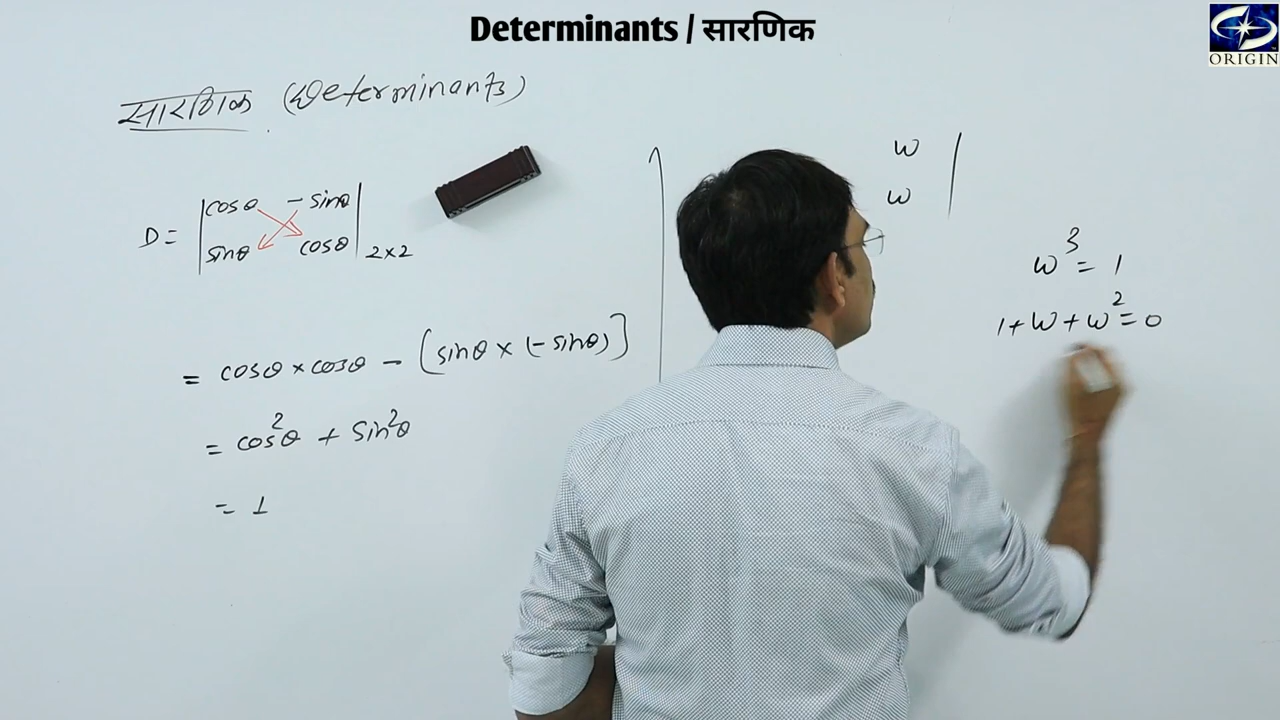 Determinants / सारणिक
ORIGIN
सारणिक (Determinants)
D = | cosθ - sinθ |
| sinθ cosθ | 2×2
= cosθ × cosθ - [sinθ × (- sinθ)]
= cos²θ + sin²θ
= 1
ω |
ω |
ω³ = 1
1 + ω + ω² = 0